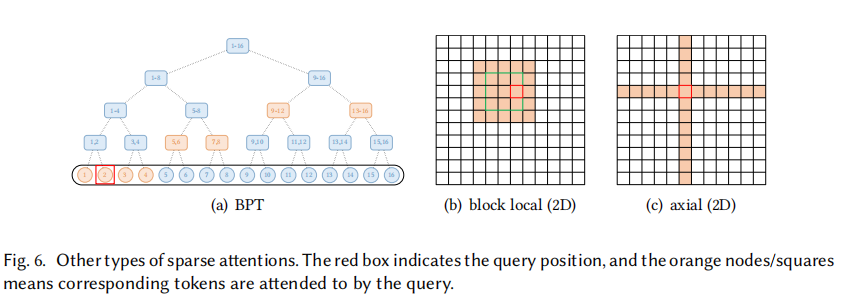 1-16
1-8 9-16
1-4 5-8 9-12 13-16
1,2 3,4 5,6 7,8 9,10 11,12 13,14 15,16
1 2 3 4 5 6 7 8 9 10 11 12 13 14 15 16
(a) BPT (b) block local (2D) (c) axial (2D)
Fig. 6. Other types of sparse attentions. The red box indicates the query position, and the orange nodes/squares
means corresponding tokens are attended to by the query.